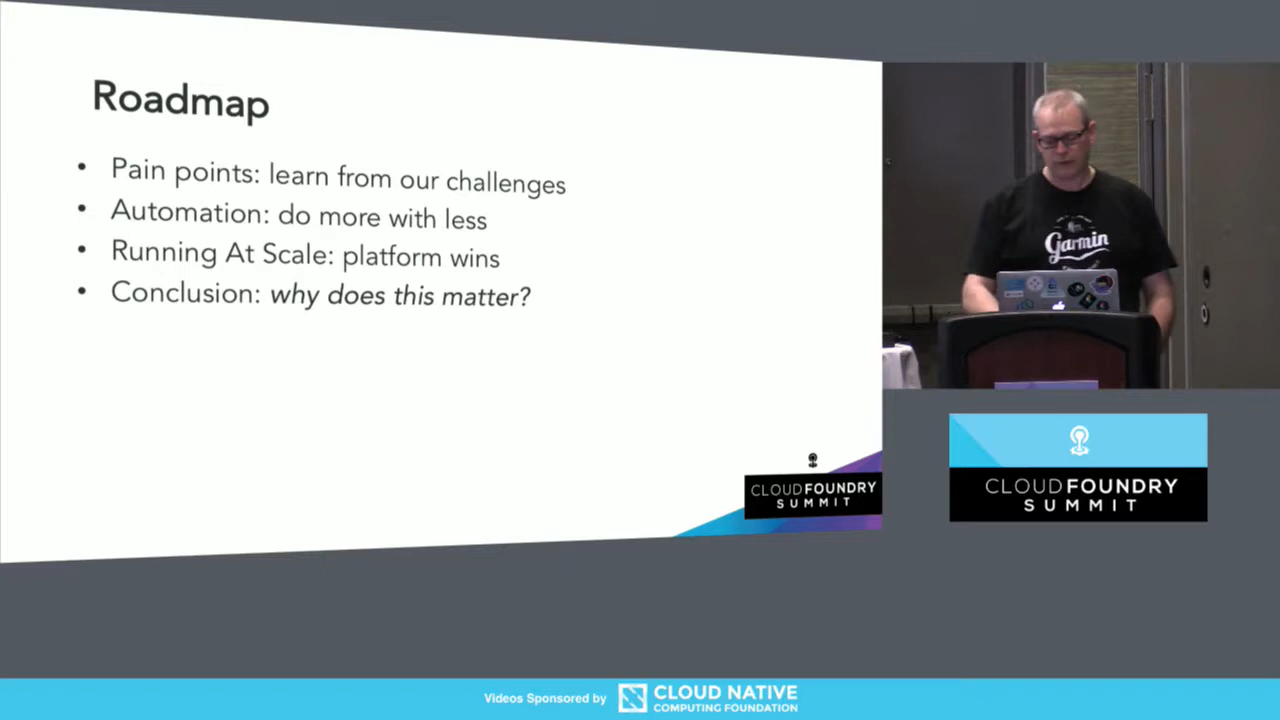 Roadmap
• Pain points: learn from our challenges
• Automation: do more with less
• Running At Scale: platform wins
• Conclusion: why does this matter?
CLOUDFOUNDRY
SUMMIT
Garmin
CLOUDFOUNDRY
SUMMIT
Videos Sponsored by
CLOUD NATIVE
COMPUTING FOUNDATION